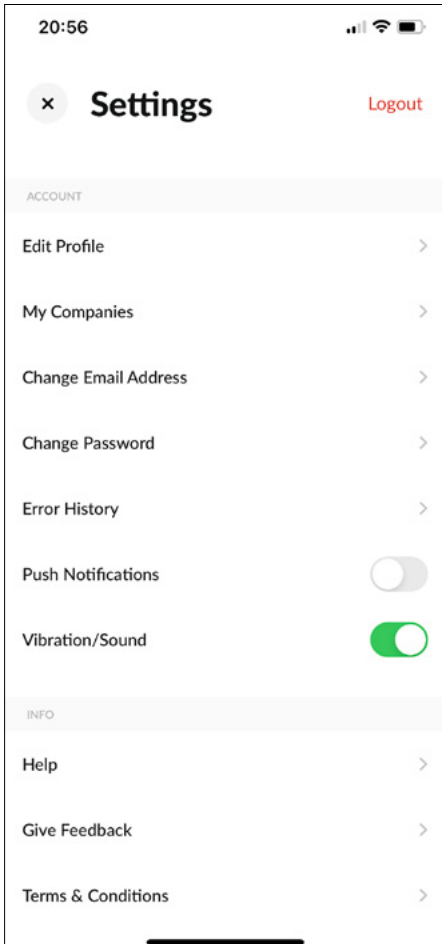 20:56
Settings
Logout
ACCOUNT
Edit Profile
My Companies
Change Email Address
Change Password
Error History
Push Notifications
Vibration/Sound
INFO
Help
Give Feedback
Terms & Conditions